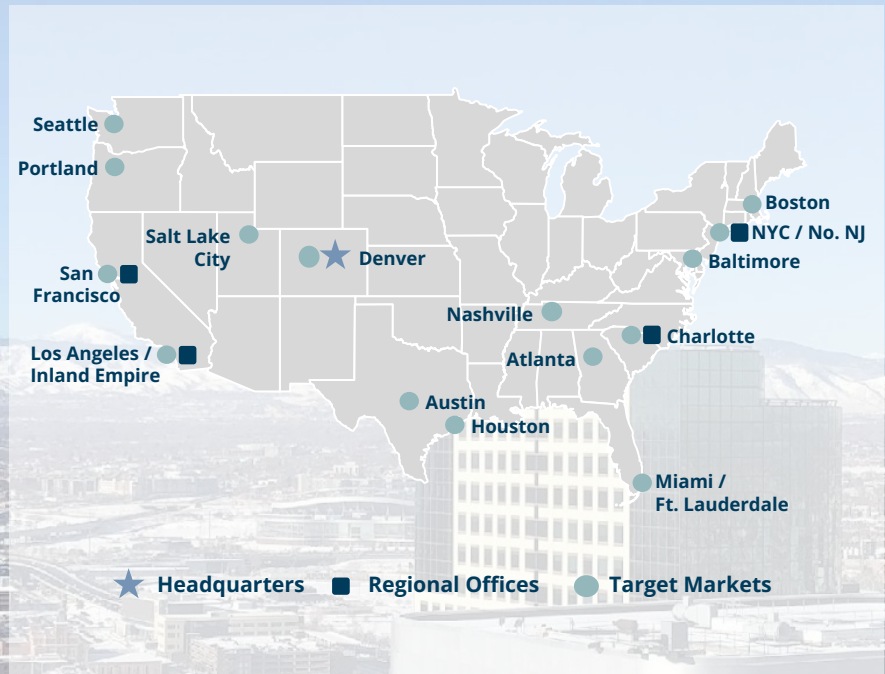 Seattle
Portland
Salt Lake
City
Denver
San
Francisco
Los Angeles /
Inland Empire
Boston
NYC / No. NJ
Baltimore
Nashville
Charlotte
Atlanta
Austin
Houston
Miami /
Ft. Lauderdale
Headquarters Regional Offices Target Markets